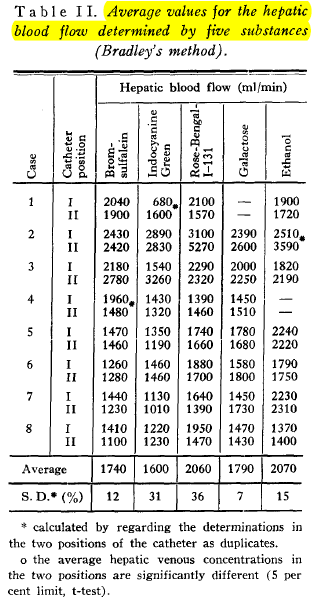 Table II. Average values for the hepatic
blood flow determined by five substances
(Bradley's method).
Hepatic blood flow (ml/min)
Case
Catheter
position
Brom-
sulfalein
Indocyanine
Green
Rose-Bengal-
I-131
Galactose
Ethanol
1 I 2040 680* 2100 — 1900
II 1900 1600 1570 — 1720
2 I 2430 2890 3100 2390 2510*
II 2420 2830 5270 2600 3590
3 I 2180 1540 2290 2000 1820
II 2780 3260 2320 2250 2190
4 I 1960* 1430 1390 1450 —
II 1480 1320 1460 1510 —
5 I 1470 1350 1740 1780 2240
II 1460 1190 1660 1680 2220
6 I 1260 1460 1880 1580 1790
II 1280 1460 1700 1800 1750
7 I 1440 1130 1640 1450 2230
II 1230 1010 1390 1730 2310
8 I 1410 1220 1950 1470 1370
II 1100 1230 1470 1430 1400
Average 1740 1600 2060 1790 2070
S. D.* (%) 12 31 36 7 15
* calculated by regarding the determinations in
the two positions of the catheter as duplicates.
o the average hepatic venous concentrations in
the two positions are significantly different (5 per
cent limit, t-test).